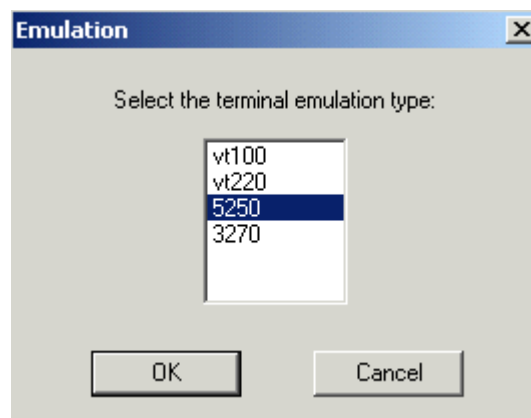 Emulation
Select the terminal emulation type:
vt100
vt220
5250
3270
OK
Cancel